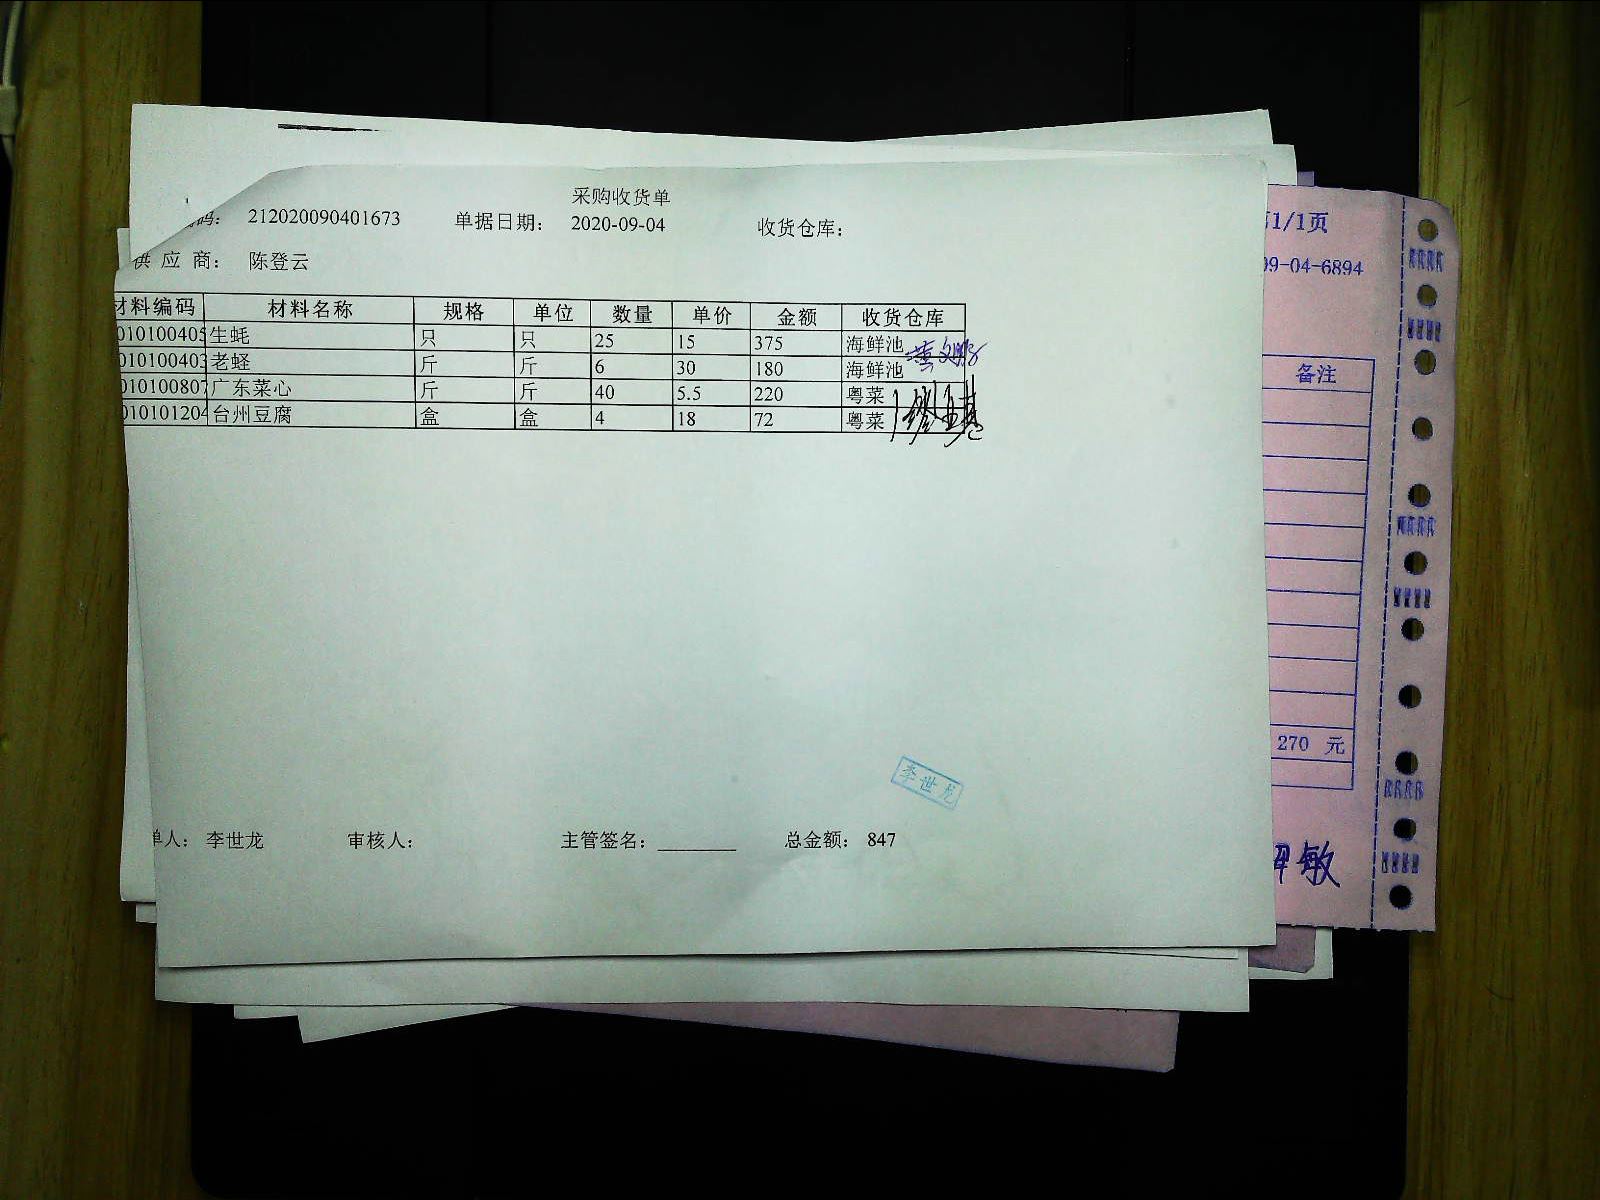 采购收货单
码： 212020090401673 单据日期： 2020-09-04 收货仓库：
供 应 商： 陈登云
材料编码 材料名称 规格 单位 数量 单价 金额 收货仓库
010100405 生蚝 只 只 25 15 375 海鲜池
010100403 老蛏 斤 斤 6 30 180 海鲜池
010100807 广东菜心 斤 斤 40 5.5 220 粤菜
010101204 台州豆腐 盒 盒 4 18 72 粤菜
李世龙
单人： 李世龙 审核人： 主管签名： 总金额： 847
1/1页
09-04-6894
备注
270 元
敏